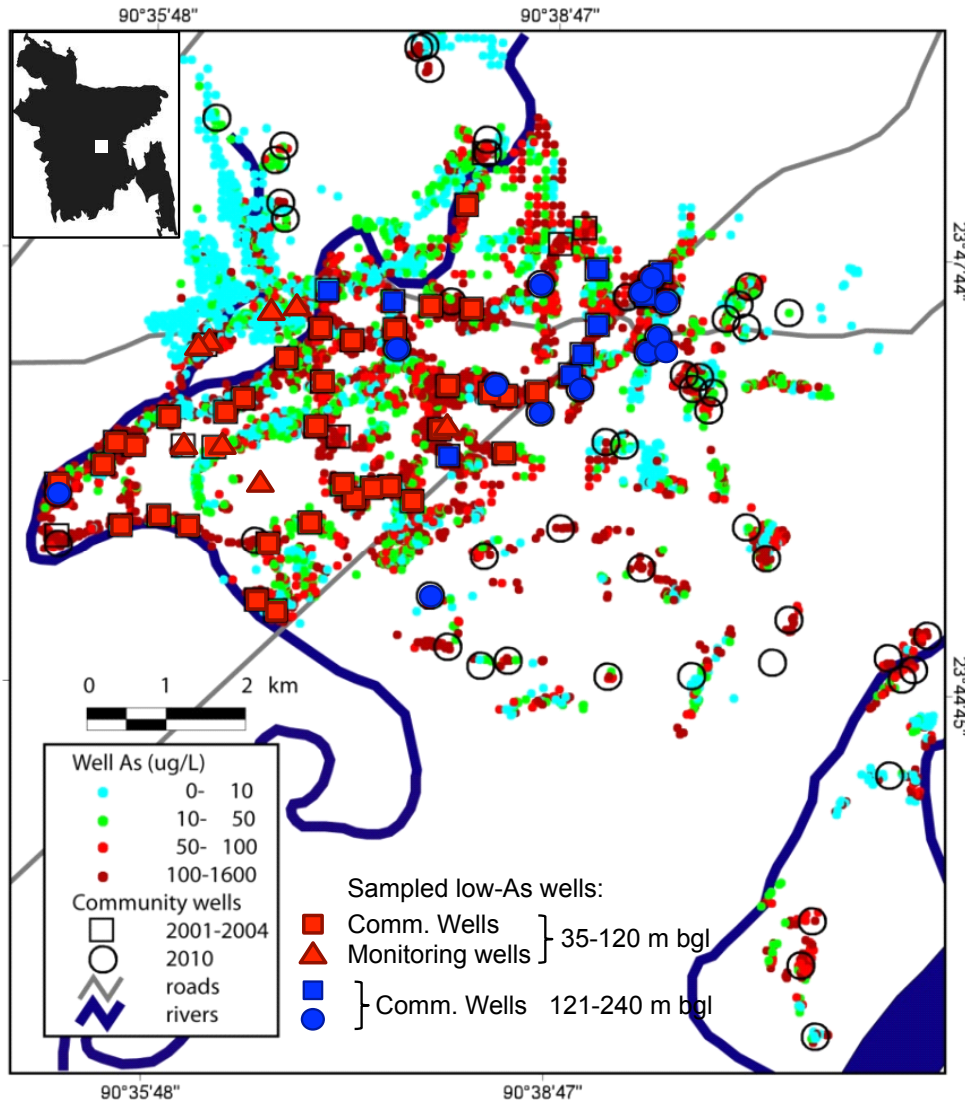 90°35'48" 90°38'47"
23°47'44"
23°44'45"
0 1 2 km
Well As (ug/L)
0- 10
10- 50
50- 100
100-1600
Community wells
2001-2004
2010
roads
rivers
Sampled low-As wells:
Comm. Wells
Monitoring wells
35-120 m bgl
Comm. Wells 121-240 m bgl
90°35'48" 90°38'47"